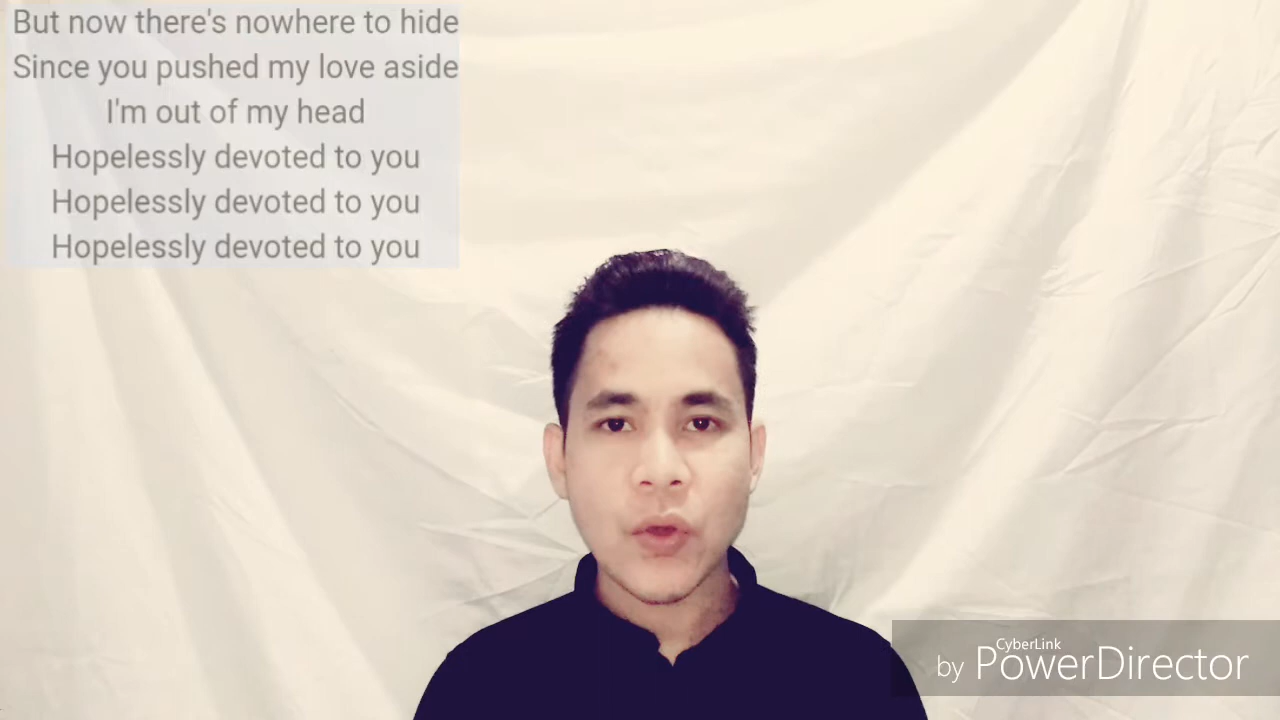 But now there's nowhere to hide
Since you pushed my love aside
I'm out of my head
Hopelessly devoted to you
Hopelessly devoted to you
Hopelessly devoted to you
CyberLink
by PowerDirector